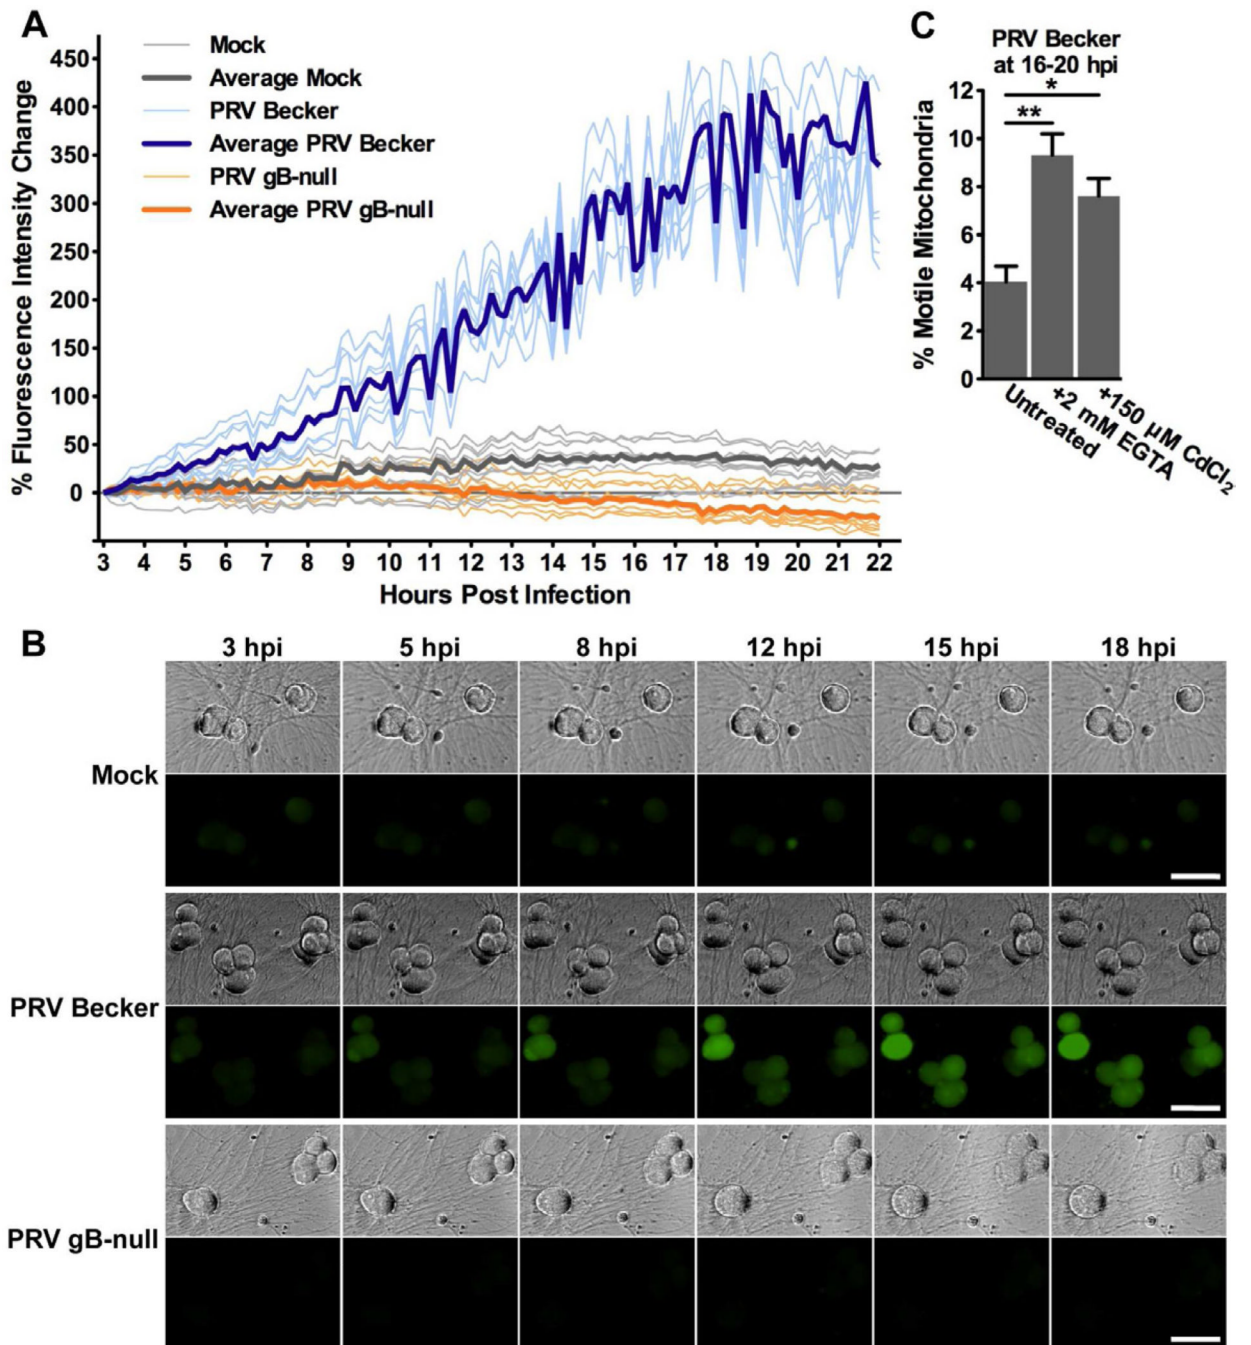 A
% Fluorescence Intensity Change
450
400
350
300
250
200
150
100
50
0
Mock
Average Mock
PRV Becker
Average PRV Becker
PRV gB-null
Average PRV gB-null
3 4 5 6 7 8 9 10 11 12 13 14 15 16 17 18 19 20 21 22
Hours Post Infection
C
PRV Becker
at 16-20 hpi
% Motile Mitochondria
12
10
8
6
4
2
0
*
**
Untreated
+2 mM EGTA
+150 µM CdCl2
B
3 hpi 5 hpi 8 hpi 12 hpi 15 hpi 18 hpi
Mock
PRV Becker
PRV gB-null